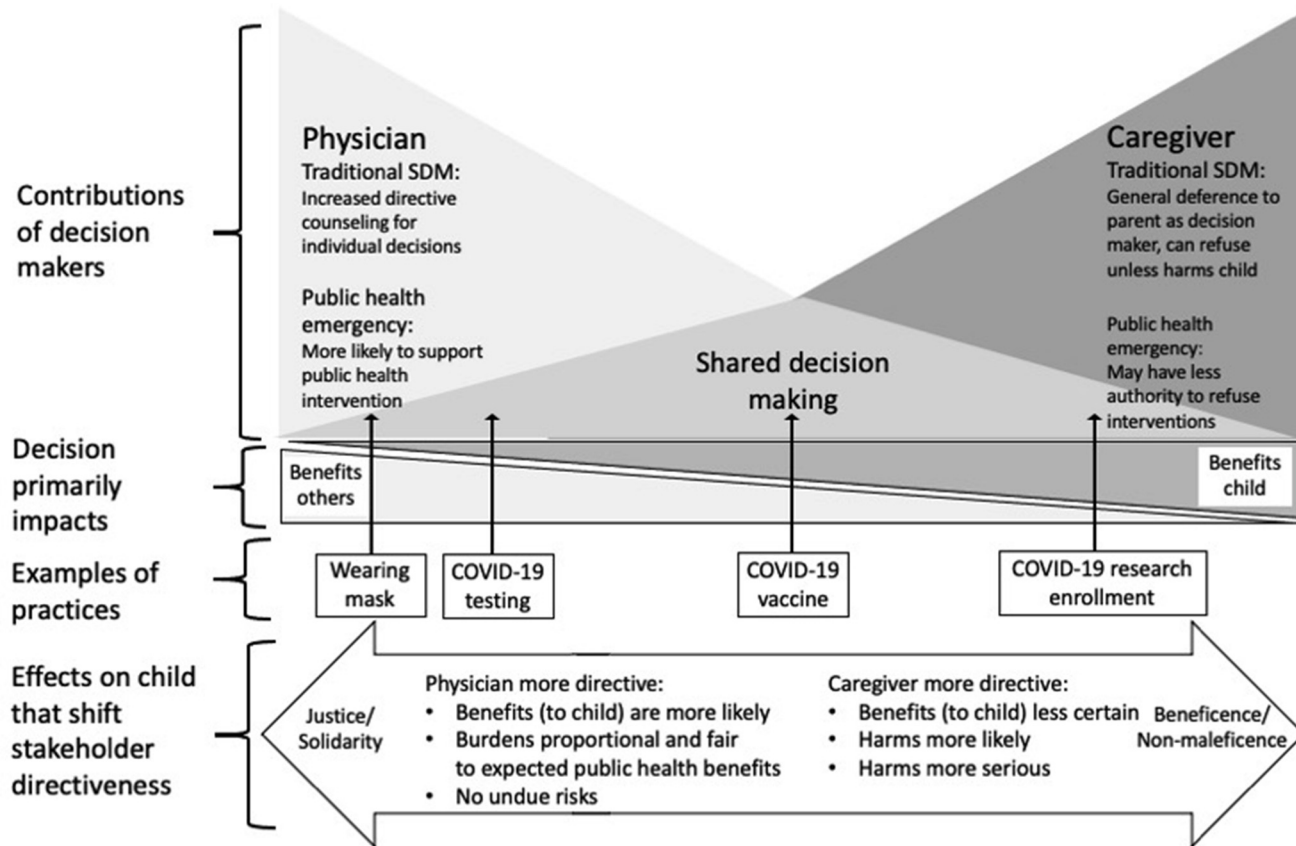 Contributions
of decision
makers
Physician
Traditional SDM:
Increased directive
counseling for
individual decisions
Public health
emergency:
More likely to support
public health
intervention
Shared decision
making
Caregiver
Traditional SDM:
General deference to
parent as decision
maker, can refuse
unless harms child
Public health
emergency:
May have less
authority to refuse
interventions
Decision
primarily
impacts
Benefits
others
Benefits
child
Examples of
practices
Wearing
mask
COVID-19
testing
COVID-19
vaccine
COVID-19 research
enrollment
Effects on child
that shift
stakeholder
directiveness
Justice/
Solidarity
Physician more directive:
• Benefits (to child) are more likely
• Burdens proportional and fair
to expected public health benefits
• No undue risks
Caregiver more directive:
• Benefits (to child) less certain
• Harms more likely
• Harms more serious
Beneficence/
Non-maleficence